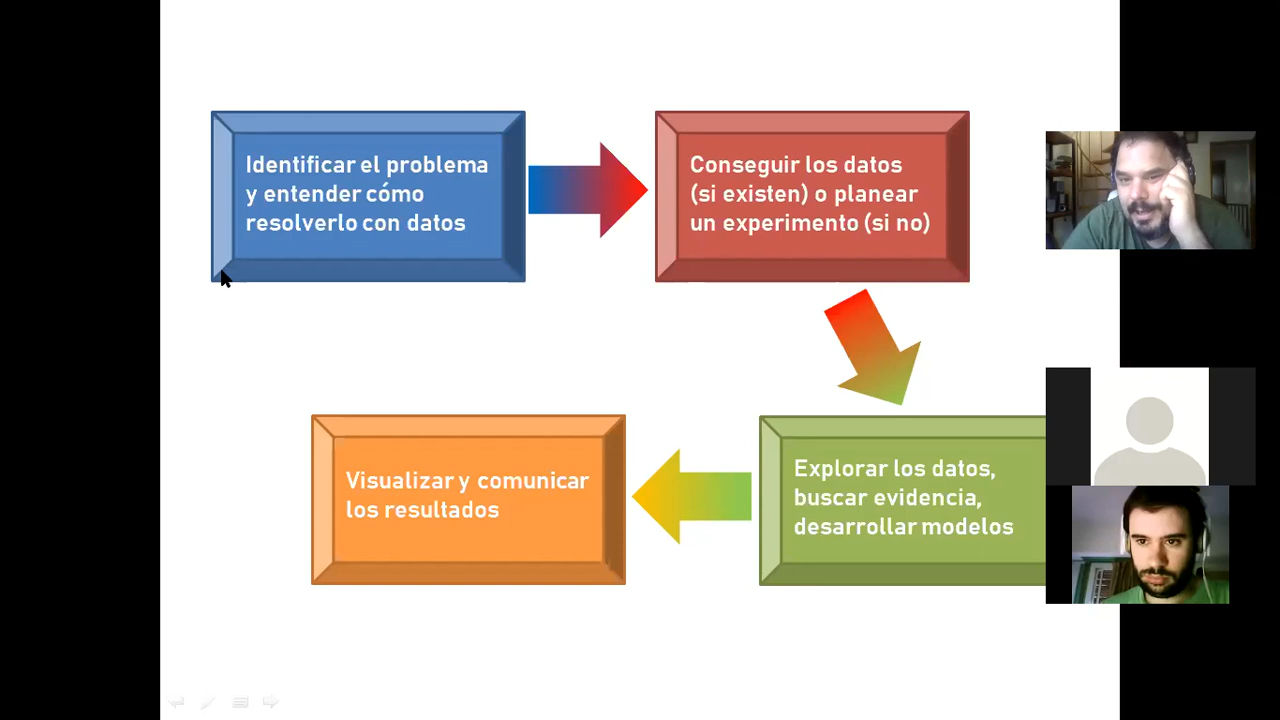 Identificar el problema
y entender cómo
resolverlo con datos
Conseguir los datos
(si existen) o planear
un experimento (si no)
Explorar los datos,
buscar evidencia,
desarrollar modelos
Visualizar y comunicar
los resultados